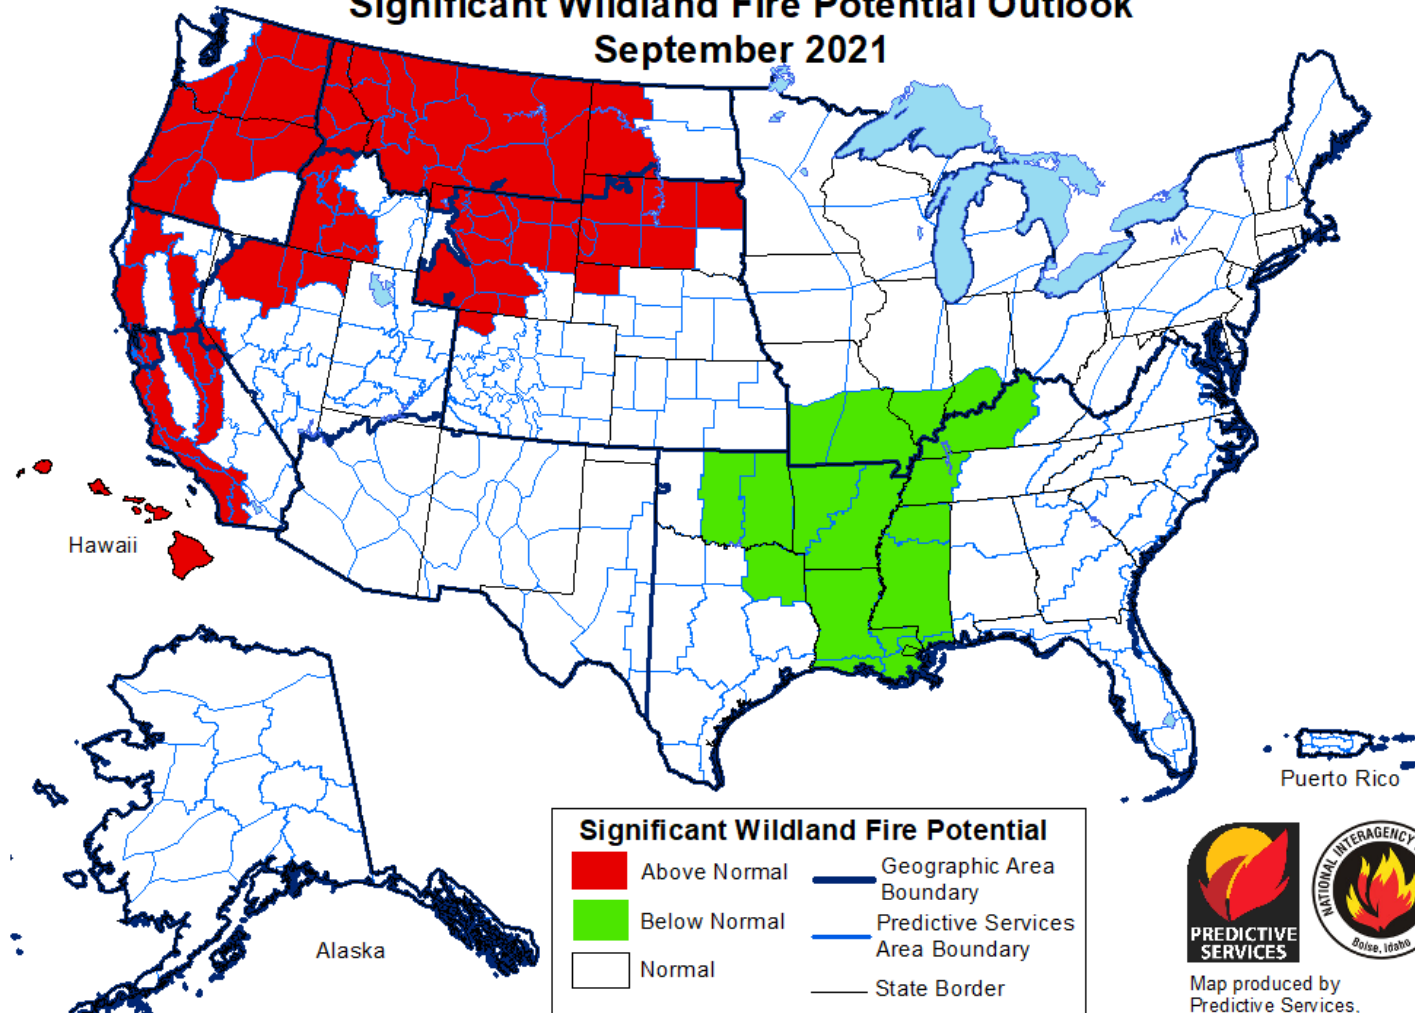 Significant Wildland Fire Potential Outlook
September 2021
Hawaii
Alaska
Puerto Rico
Significant Wildland Fire Potential
Above Normal
Below Normal
Normal
Geographic Area
Boundary
Predictive Services
Area Boundary
State Border
PREDICTIVE
SERVICES
NATIONAL INTERAGENCY
Boise, Idaho
Map produced by
Predictive Services,